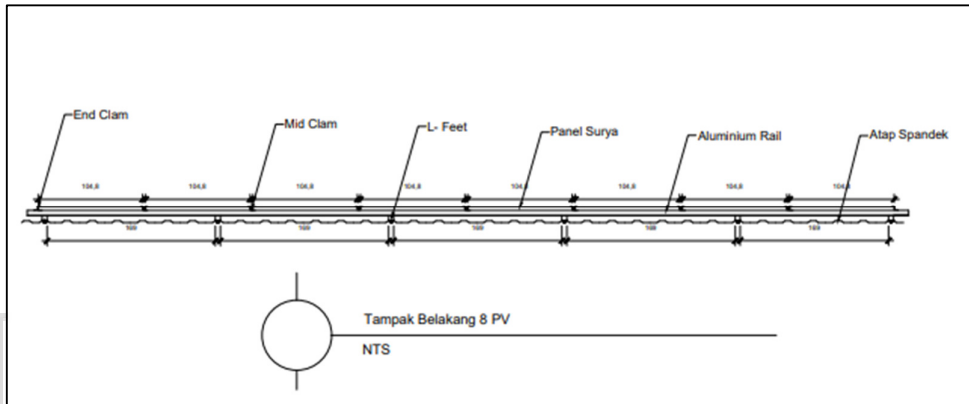 End Clam
Mid Clam
L- Feet
Panel Surya
Aluminium Rail
Atap Spandek
104,8 104,8 104,8 104,8 104,8 104,8 104,8
169 169 169 169
Tampak Belakang 8 PV
NTS